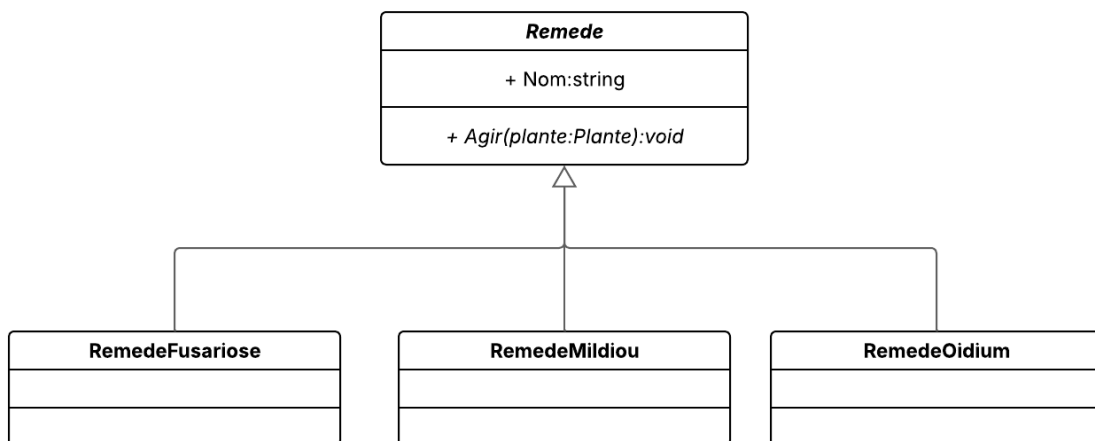 Remede
+ Nom:string
+ Agir(plante:Plante):void
RemedeFusariose
RemedeMildiou
RemedeOidium